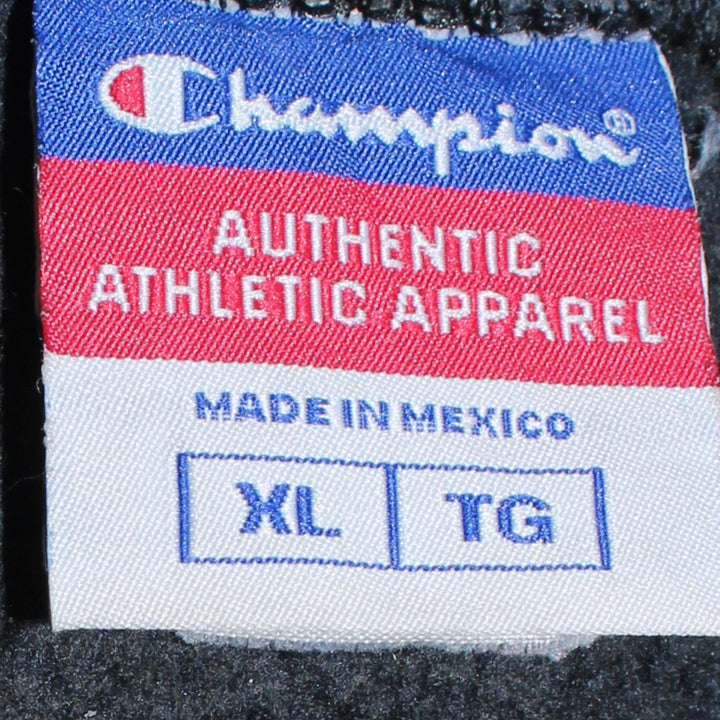 Champion®
AUTHENTIC
ATHLETIC APPAREL
MADE IN MEXICO
XL TG